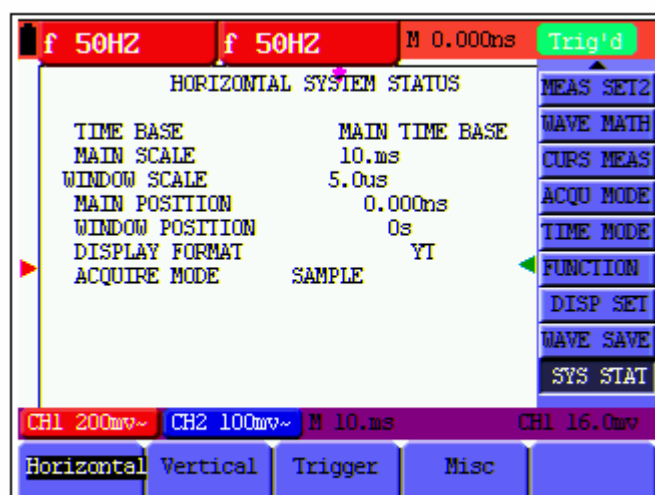 f 50HZ f 50HZ M 0.000ns Trig'd
HORIZONTAL SYSTEM STATUS
TIME BASE MAIN TIME BASE
MAIN SCALE 10.ms
WINDOW SCALE 5.0us
MAIN POSITION 0.000ns
WINDOW POSITION 0s
DISPLAY FORMAT YT
ACQUIRE MODE SAMPLE
MEAS SET2
WAVE MATH
CURS MEAS
ACQU MODE
TIME MODE
FUNCTION
DISP SET
WAVE SAVE
SYS STAT
CH1 200mv~ CH2 100mv~ M 10.ms CH1 16.0mv
Horizontal Vertical Trigger Misc